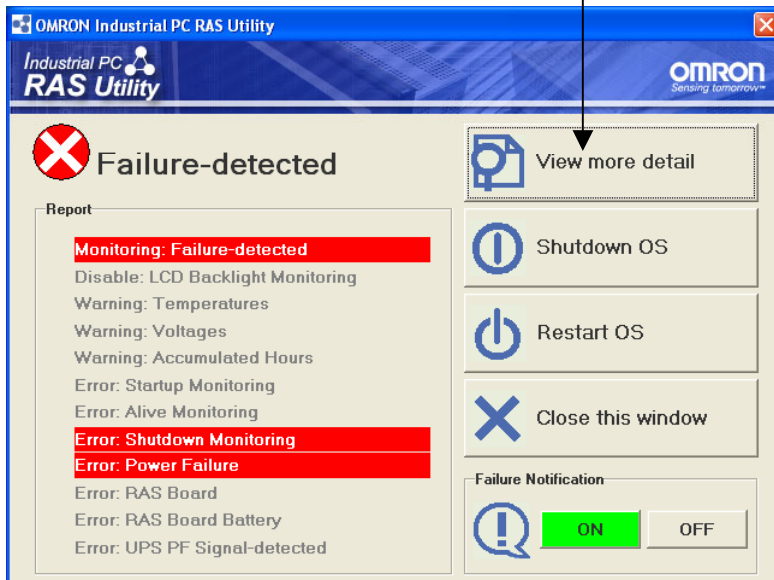 OMRON Industrial PC RAS Utility
Industrial PC
RAS Utility
OMRON
Sensing tomorrow™
Failure-detected
Report
Monitoring: Failure-detected
Disable: LCD Backlight Monitoring
Warning: Temperatures
Warning: Voltages
Warning: Accumulated Hours
Error: Startup Monitoring
Error: Alive Monitoring
Error: Shutdown Monitoring
Error: Power Failure
Error: RAS Board
Error: RAS Board Battery
Error: UPS PF Signal-detected
View more detail
Shutdown OS
Restart OS
Close this window
Failure Notification
ON
OFF